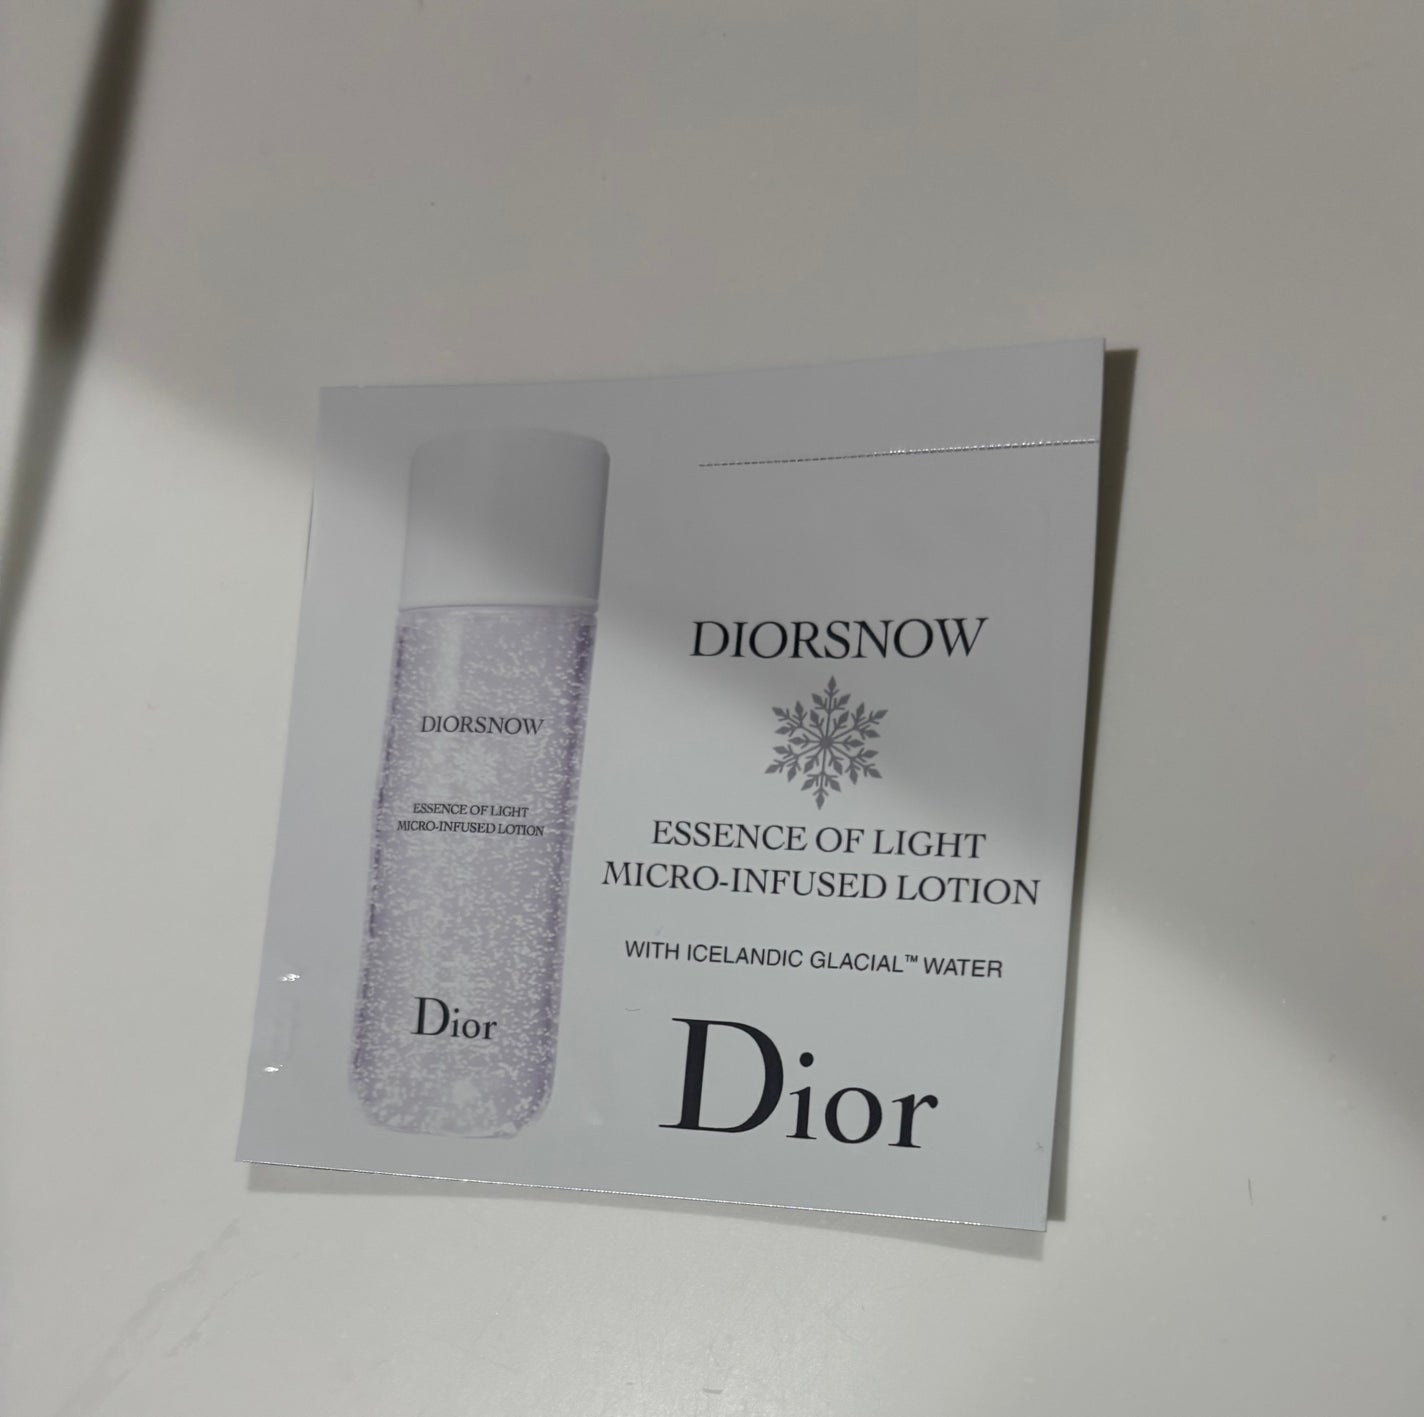 DIORSNOW
ESSENCE OF LIGHT
MICRO-INFUSED LOTION
Dior
DIORSNOW
ESSENCE OF LIGHT
MICRO-INFUSED LOTION
WITH ICELANDIC GLACIAL™ WATER
Dior